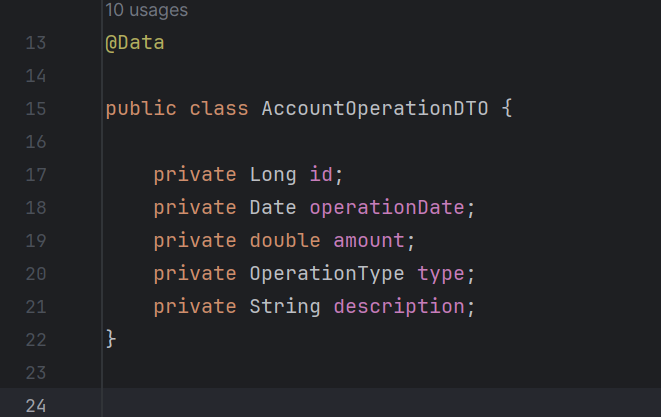 10 usages
13 @Data
14
15 public class AccountOperationDTO {
16
17 private Long id;
18 private Date operationDate;
19 private double amount;
20 private OperationType type;
21 private String description;
22 }
23
24